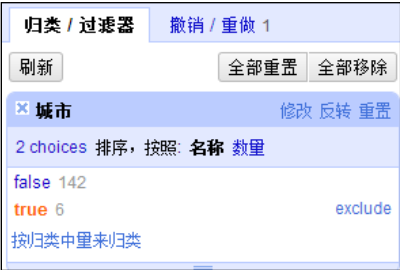 归类 / 过滤器 撤销 / 重做 1
刷新 全部重置 全部移除
城市 修改 反转 重置
2 choices 排序，按照: 名称 数量
false 142
true 6 exclude
按归类中量来归类